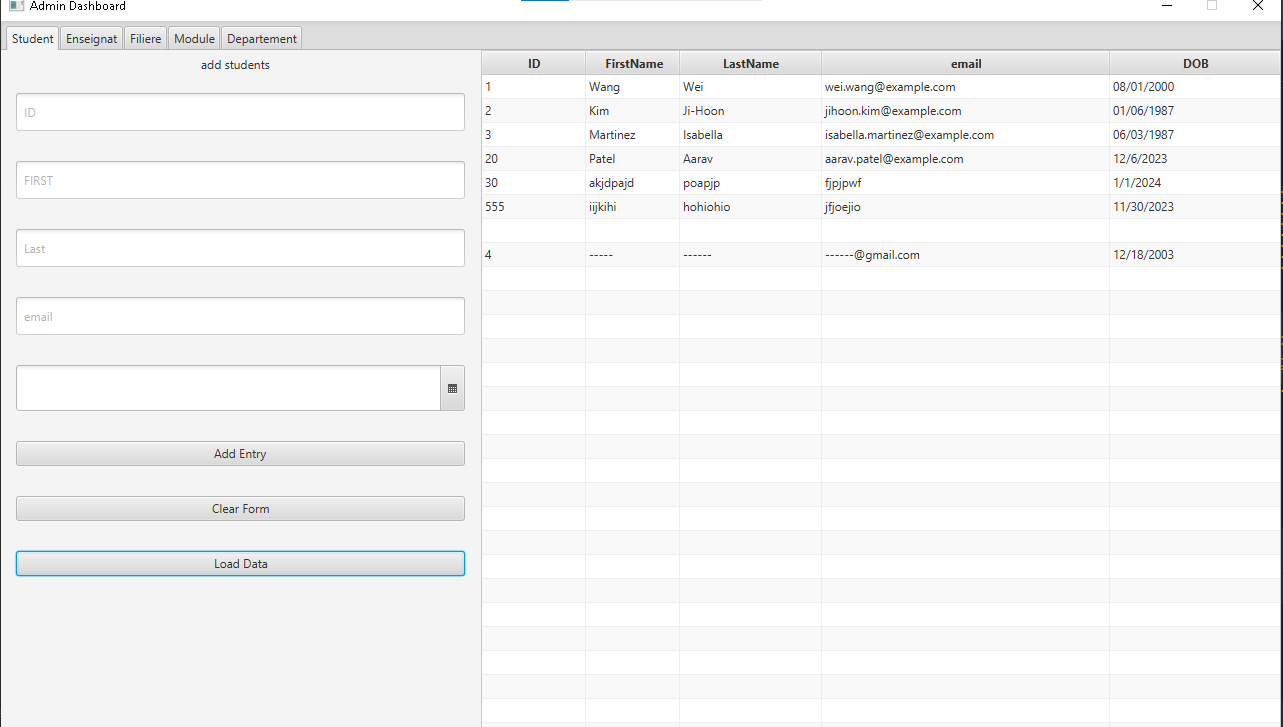 Admin Dashboard
Student Enseignat Filiere Module Departement
add students
ID
FIRST
Last
email
Add Entry
Clear Form
Load Data
ID FirstName LastName email DOB
1 Wang Wei wei.wang@example.com 08/01/2000
2 Kim Ji-Hoon jihoon.kim@example.com 01/06/1987
3 Martinez Isabella isabella.martinez@example.com 06/03/1987
20 Patel Aarav aarav.patel@example.com 12/6/2023
30 akjdpajd poapjp fjpjpwf 1/1/2024
555 iijkihi hohiohio jfjoejio 11/30/2023
4 ----- ------ ------@gmail.com 12/18/2003